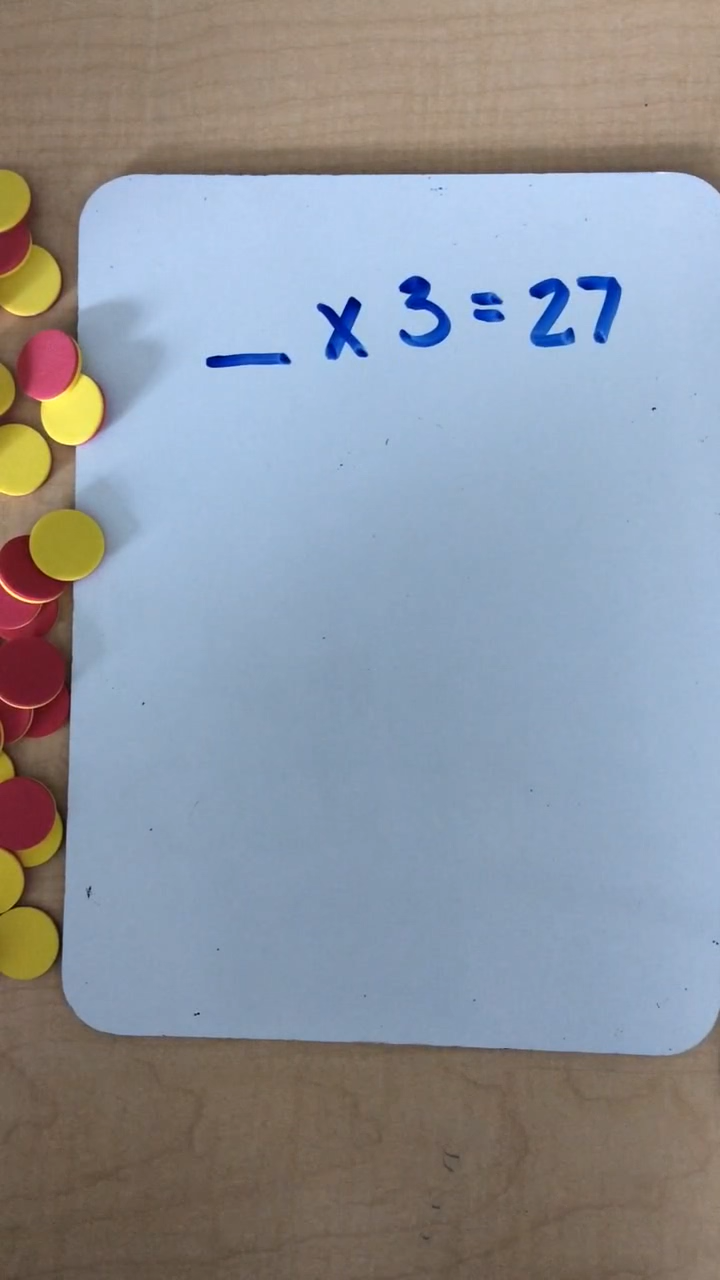 _ x 3 = 27